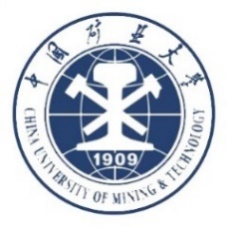 中国矿业大学
1909
CHINA UNIVERSITY OF MINING & TECHNOLOGY